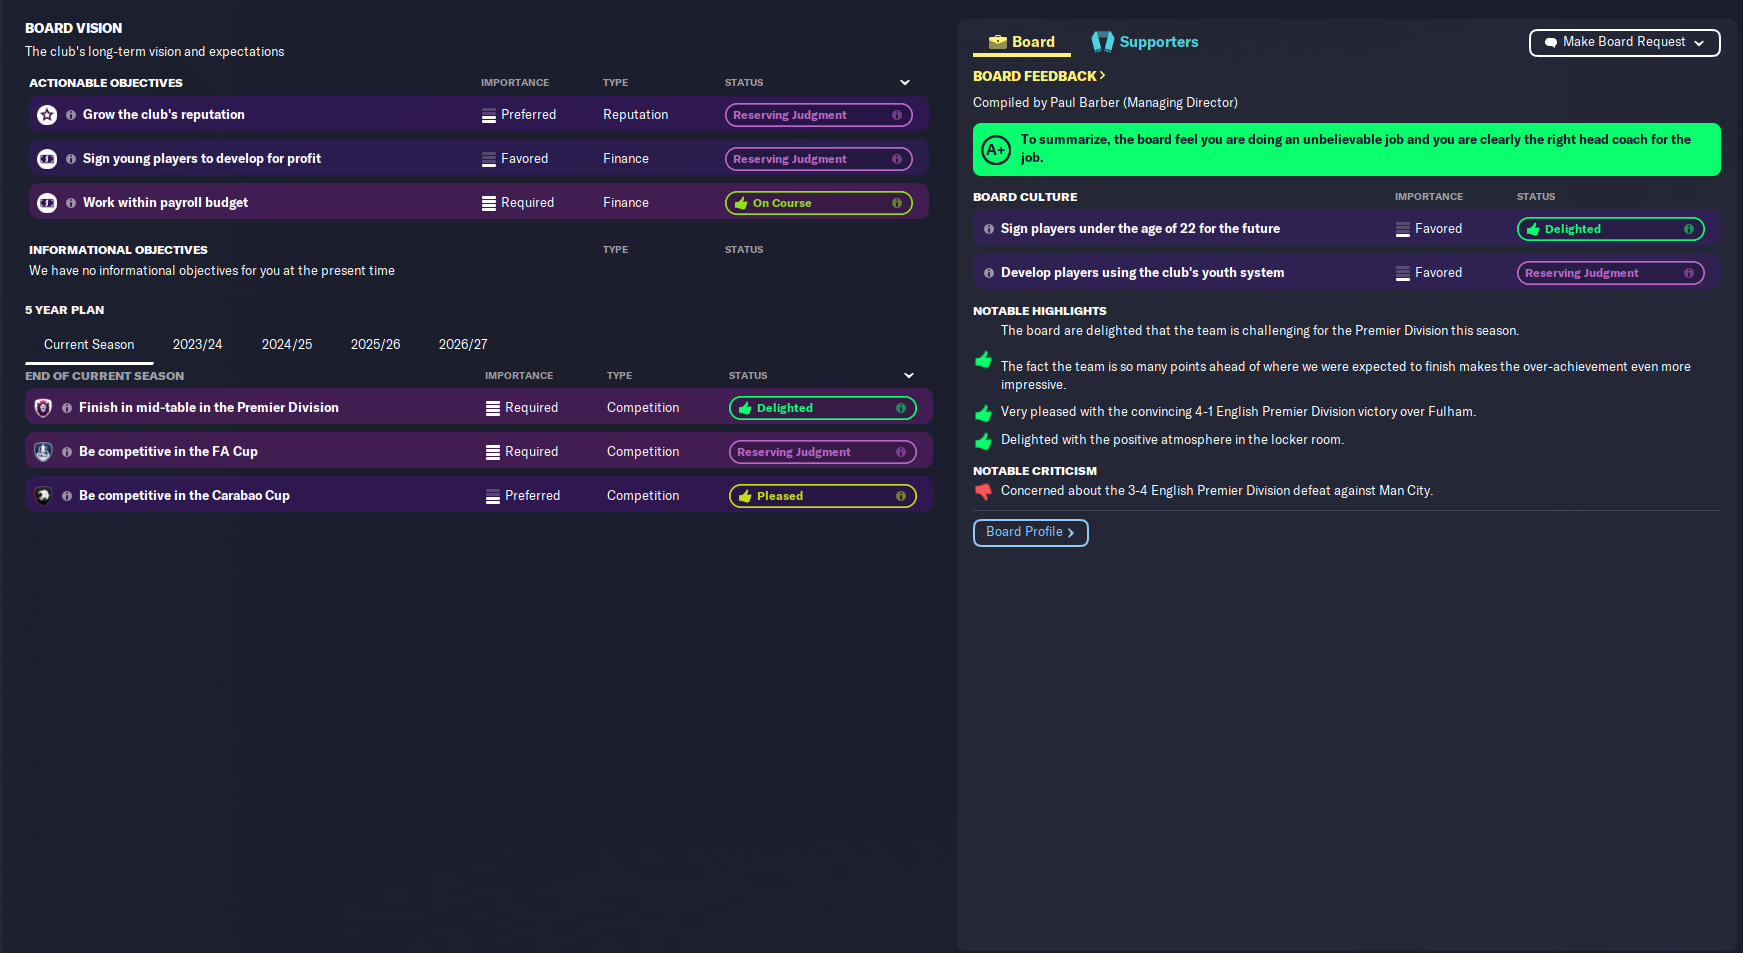 BOARD VISION
The club's long-term vision and expectations
ACTIONABLE OBJECTIVES IMPORTANCE TYPE STATUS
Grow the club's reputation Preferred Reputation Reserving Judgment
Sign young players to develop for profit Favored Finance Reserving Judgment
Work within payroll budget Required Finance On Course
INFORMATIONAL OBJECTIVES TYPE STATUS
We have no informational objectives for you at the present time
5 YEAR PLAN
Current Season 2023/24 2024/25 2025/26 2026/27
END OF CURRENT SEASON IMPORTANCE TYPE STATUS
Finish in mid-table in the Premier Division Required Competition Delighted
Be competitive in the FA Cup Required Competition Reserving Judgment
Be competitive in the Carabao Cup Preferred Competition Pleased
Board Supporters Make Board Request
BOARD FEEDBACK >
Compiled by Paul Barber (Managing Director)
A+ To summarize, the board feel you are doing an unbelievable job and you are clearly the right head coach for the
job.
BOARD CULTURE IMPORTANCE STATUS
Sign players under the age of 22 for the future Favored Delighted
Develop players using the club's youth system Favored Reserving Judgment
NOTABLE HIGHLIGHTS
The board are delighted that the team is challenging for the Premier Division this season.
The fact the team is so many points ahead of where we were expected to finish makes the over-achievement even more
impressive.
Very pleased with the convincing 4-1 English Premier Division victory over Fulham.
Delighted with the positive atmosphere in the locker room.
NOTABLE CRITICISM
Concerned about the 3-4 English Premier Division defeat against Man City.
Board Profile >